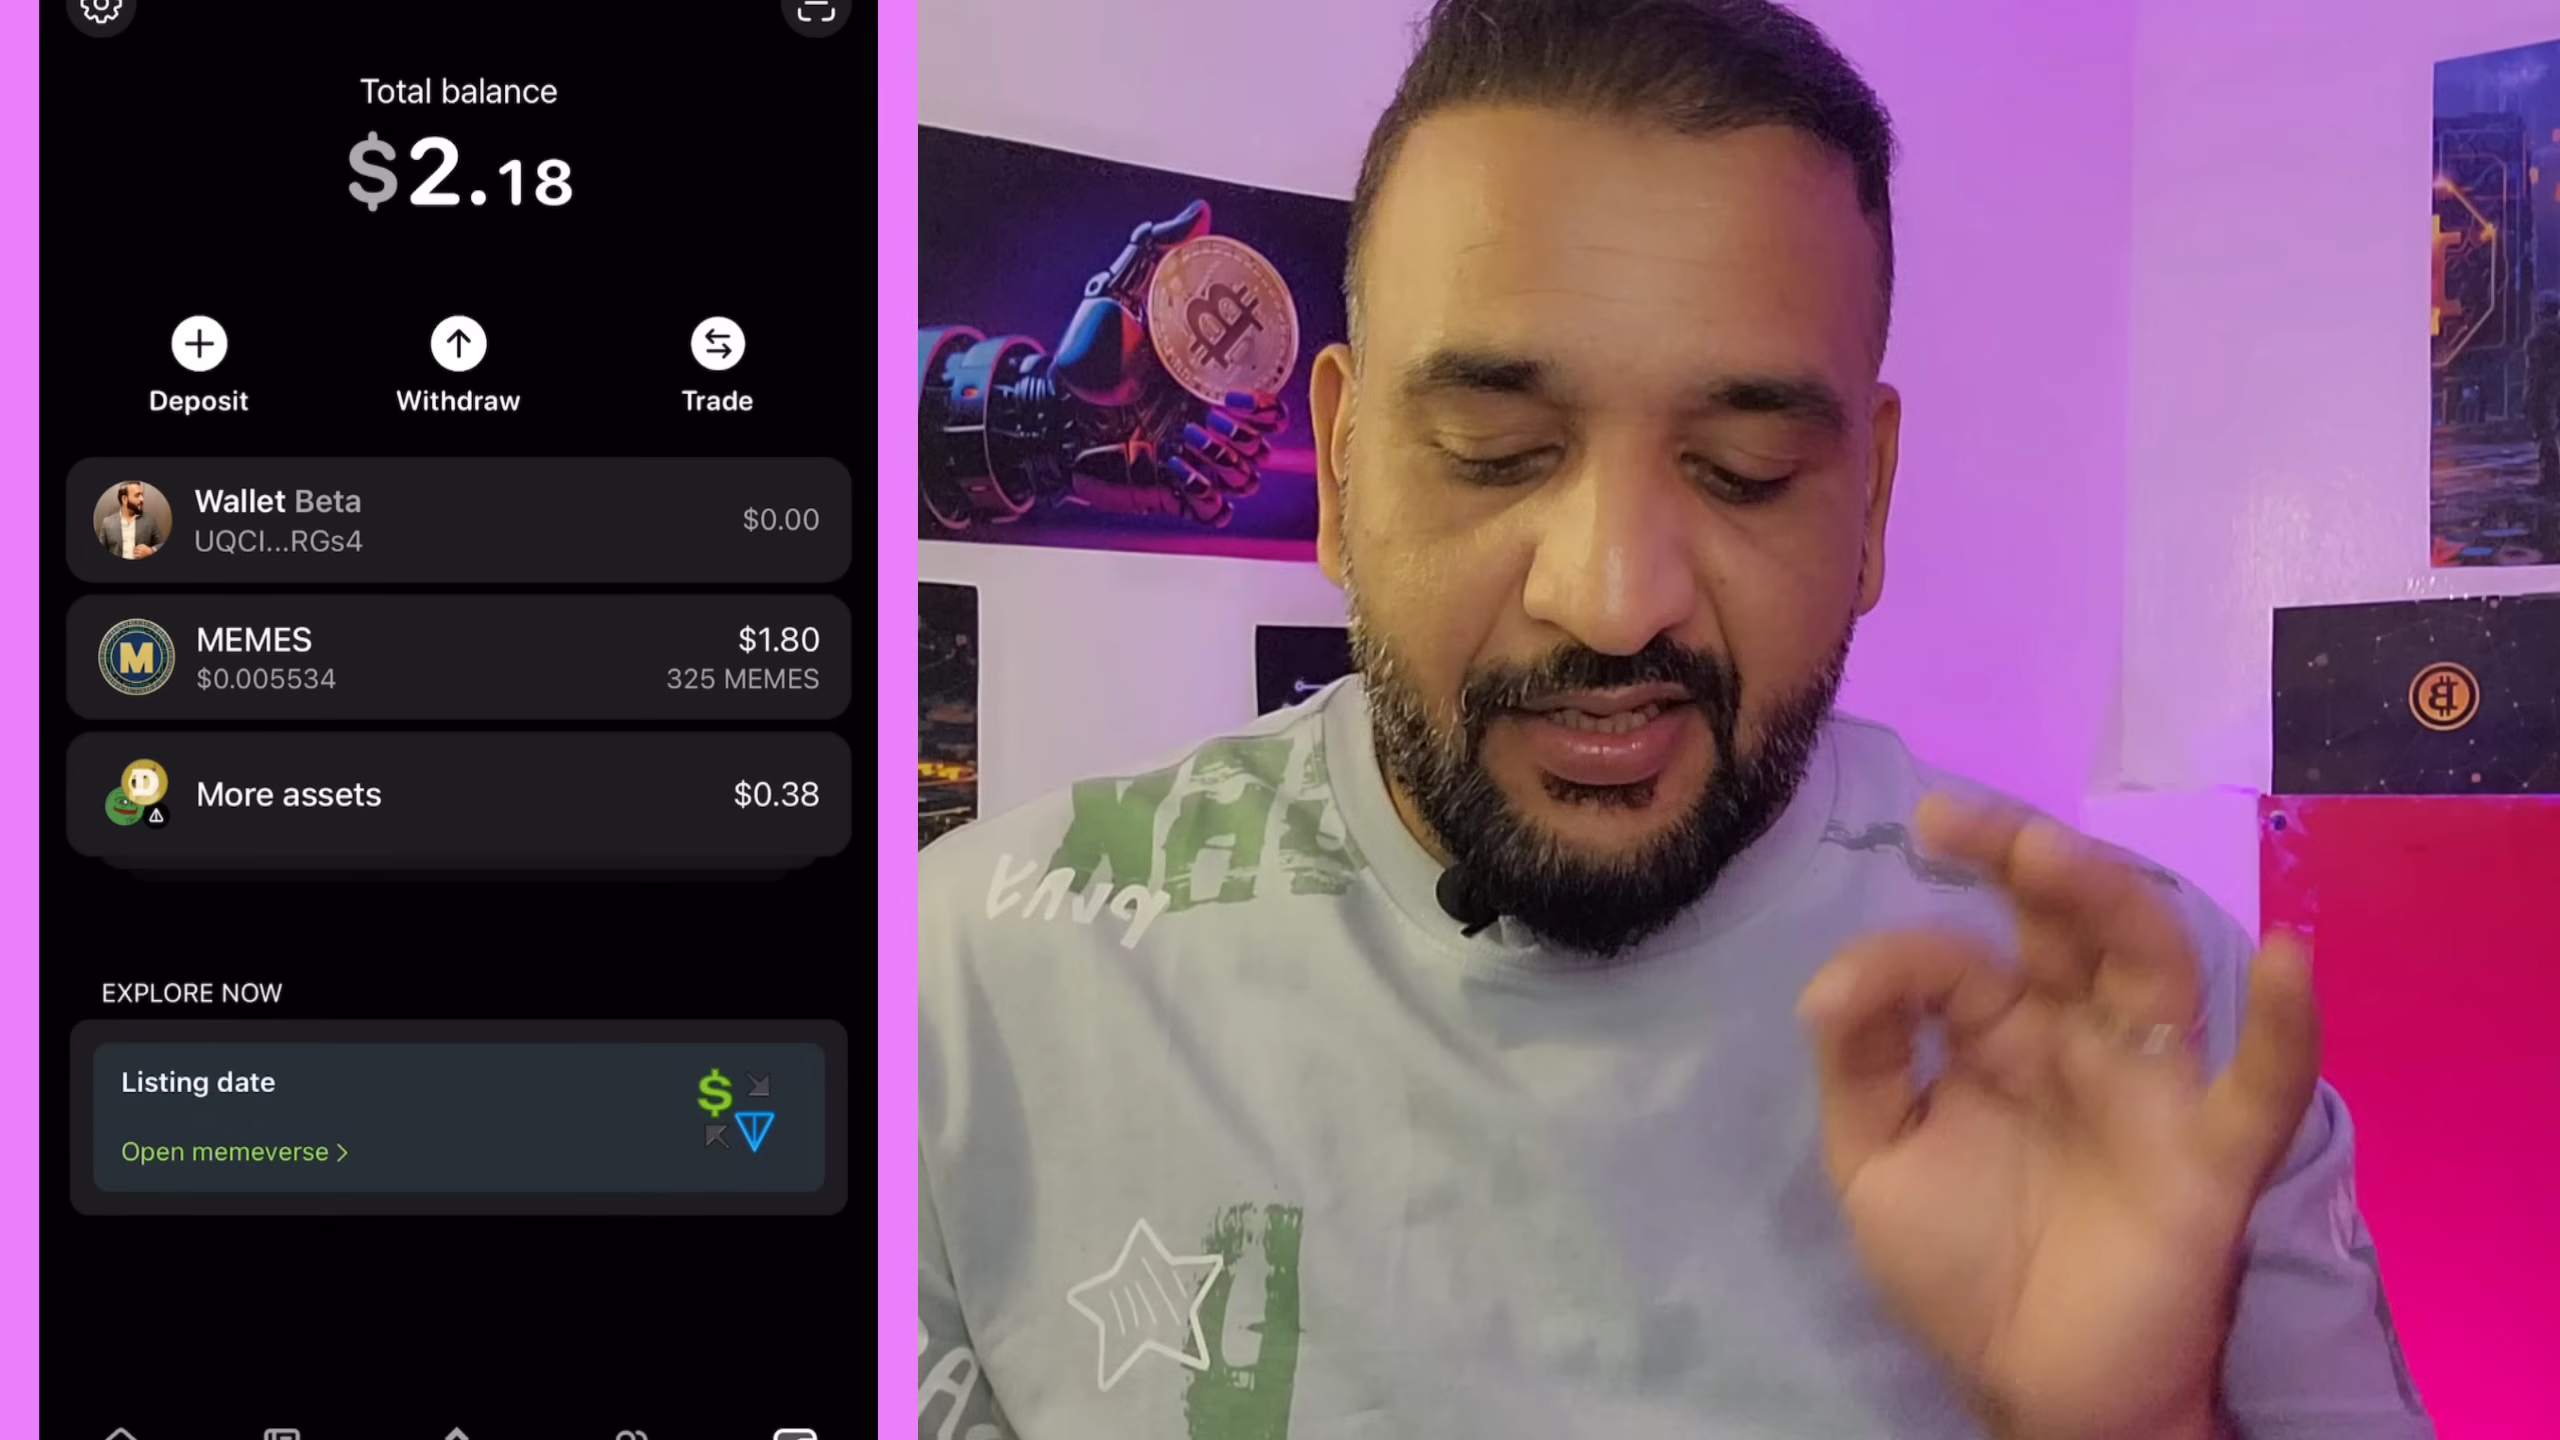 Total balance
$2.18
Deposit
Withdraw
Trade
Wallet Beta
UQCI...RGs4
$0.00
MEMES
$1.80
$0.005534
325 MEMES
More assets
$0.38
EXPLORE NOW
Listing date
Open memeverse >